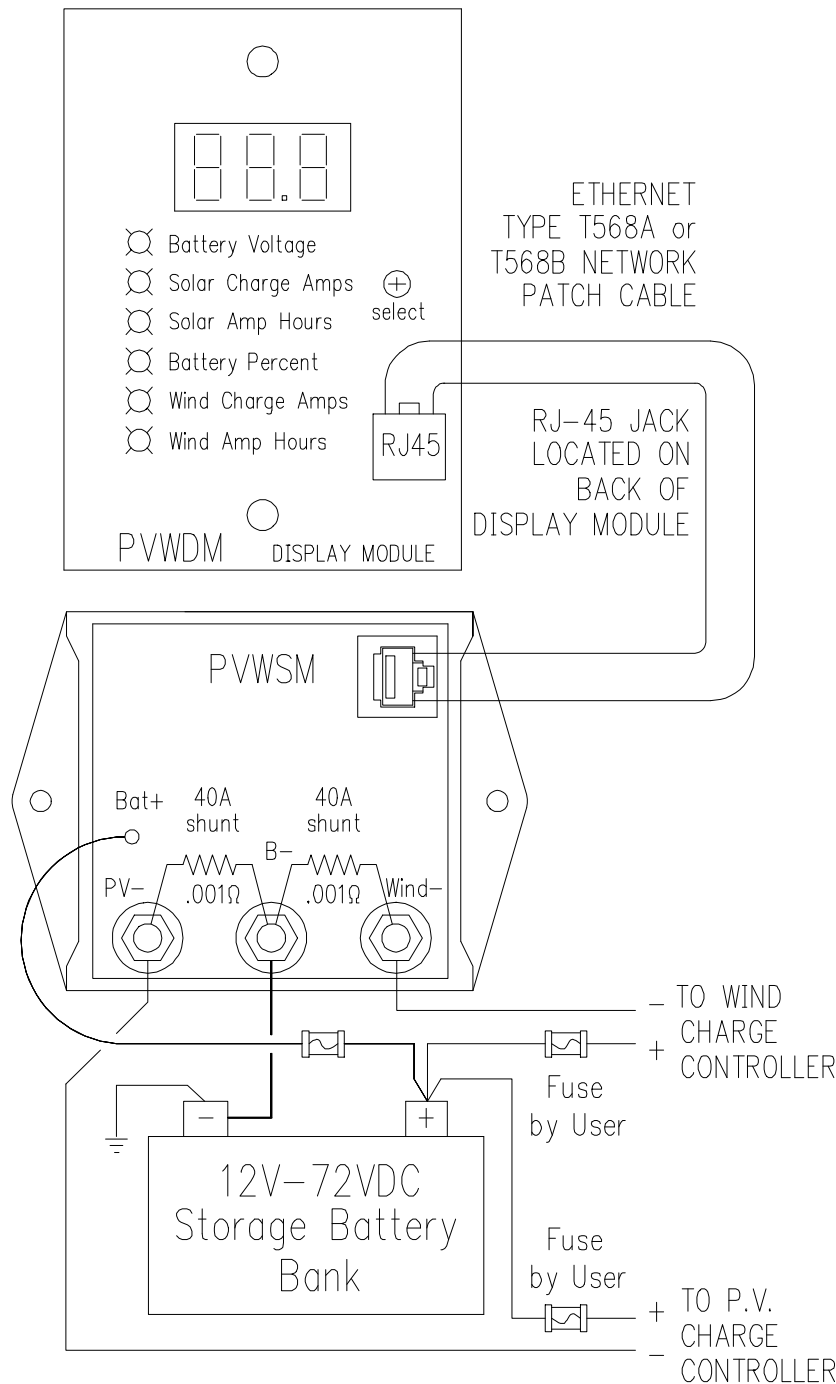 Battery Voltage
Solar Charge Amps
Solar Amp Hours
Battery Percent
Wind Charge Amps
Wind Amp Hours
select
RJ45
PVWDM DISPLAY MODULE
ETHERNET
TYPE T568A or
T568B NETWORK
PATCH CABLE
RJ-45 JACK
LOCATED ON
BACK OF
DISPLAY MODULE
PVWSM
Bat+
40A
shunt
40A
shunt
B-
PV-
.001Ω
.001Ω
Wind-
- TO WIND
CHARGE
+ CONTROLLER
Fuse
by User
- +
12V-72VDC
Storage Battery
Bank
Fuse
by User
+ TO P.V.
CHARGE
- CONTROLLER